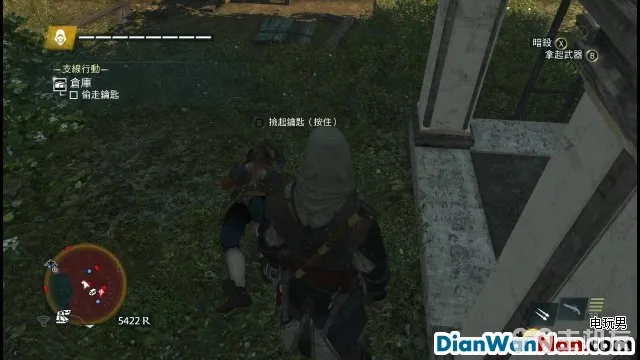 暗殺 X
拿起武器 B
支線行動
倉庫
偷走鑰匙
撿起鑰匙（按住）
5422 R
电玩男
DianWanNan.com